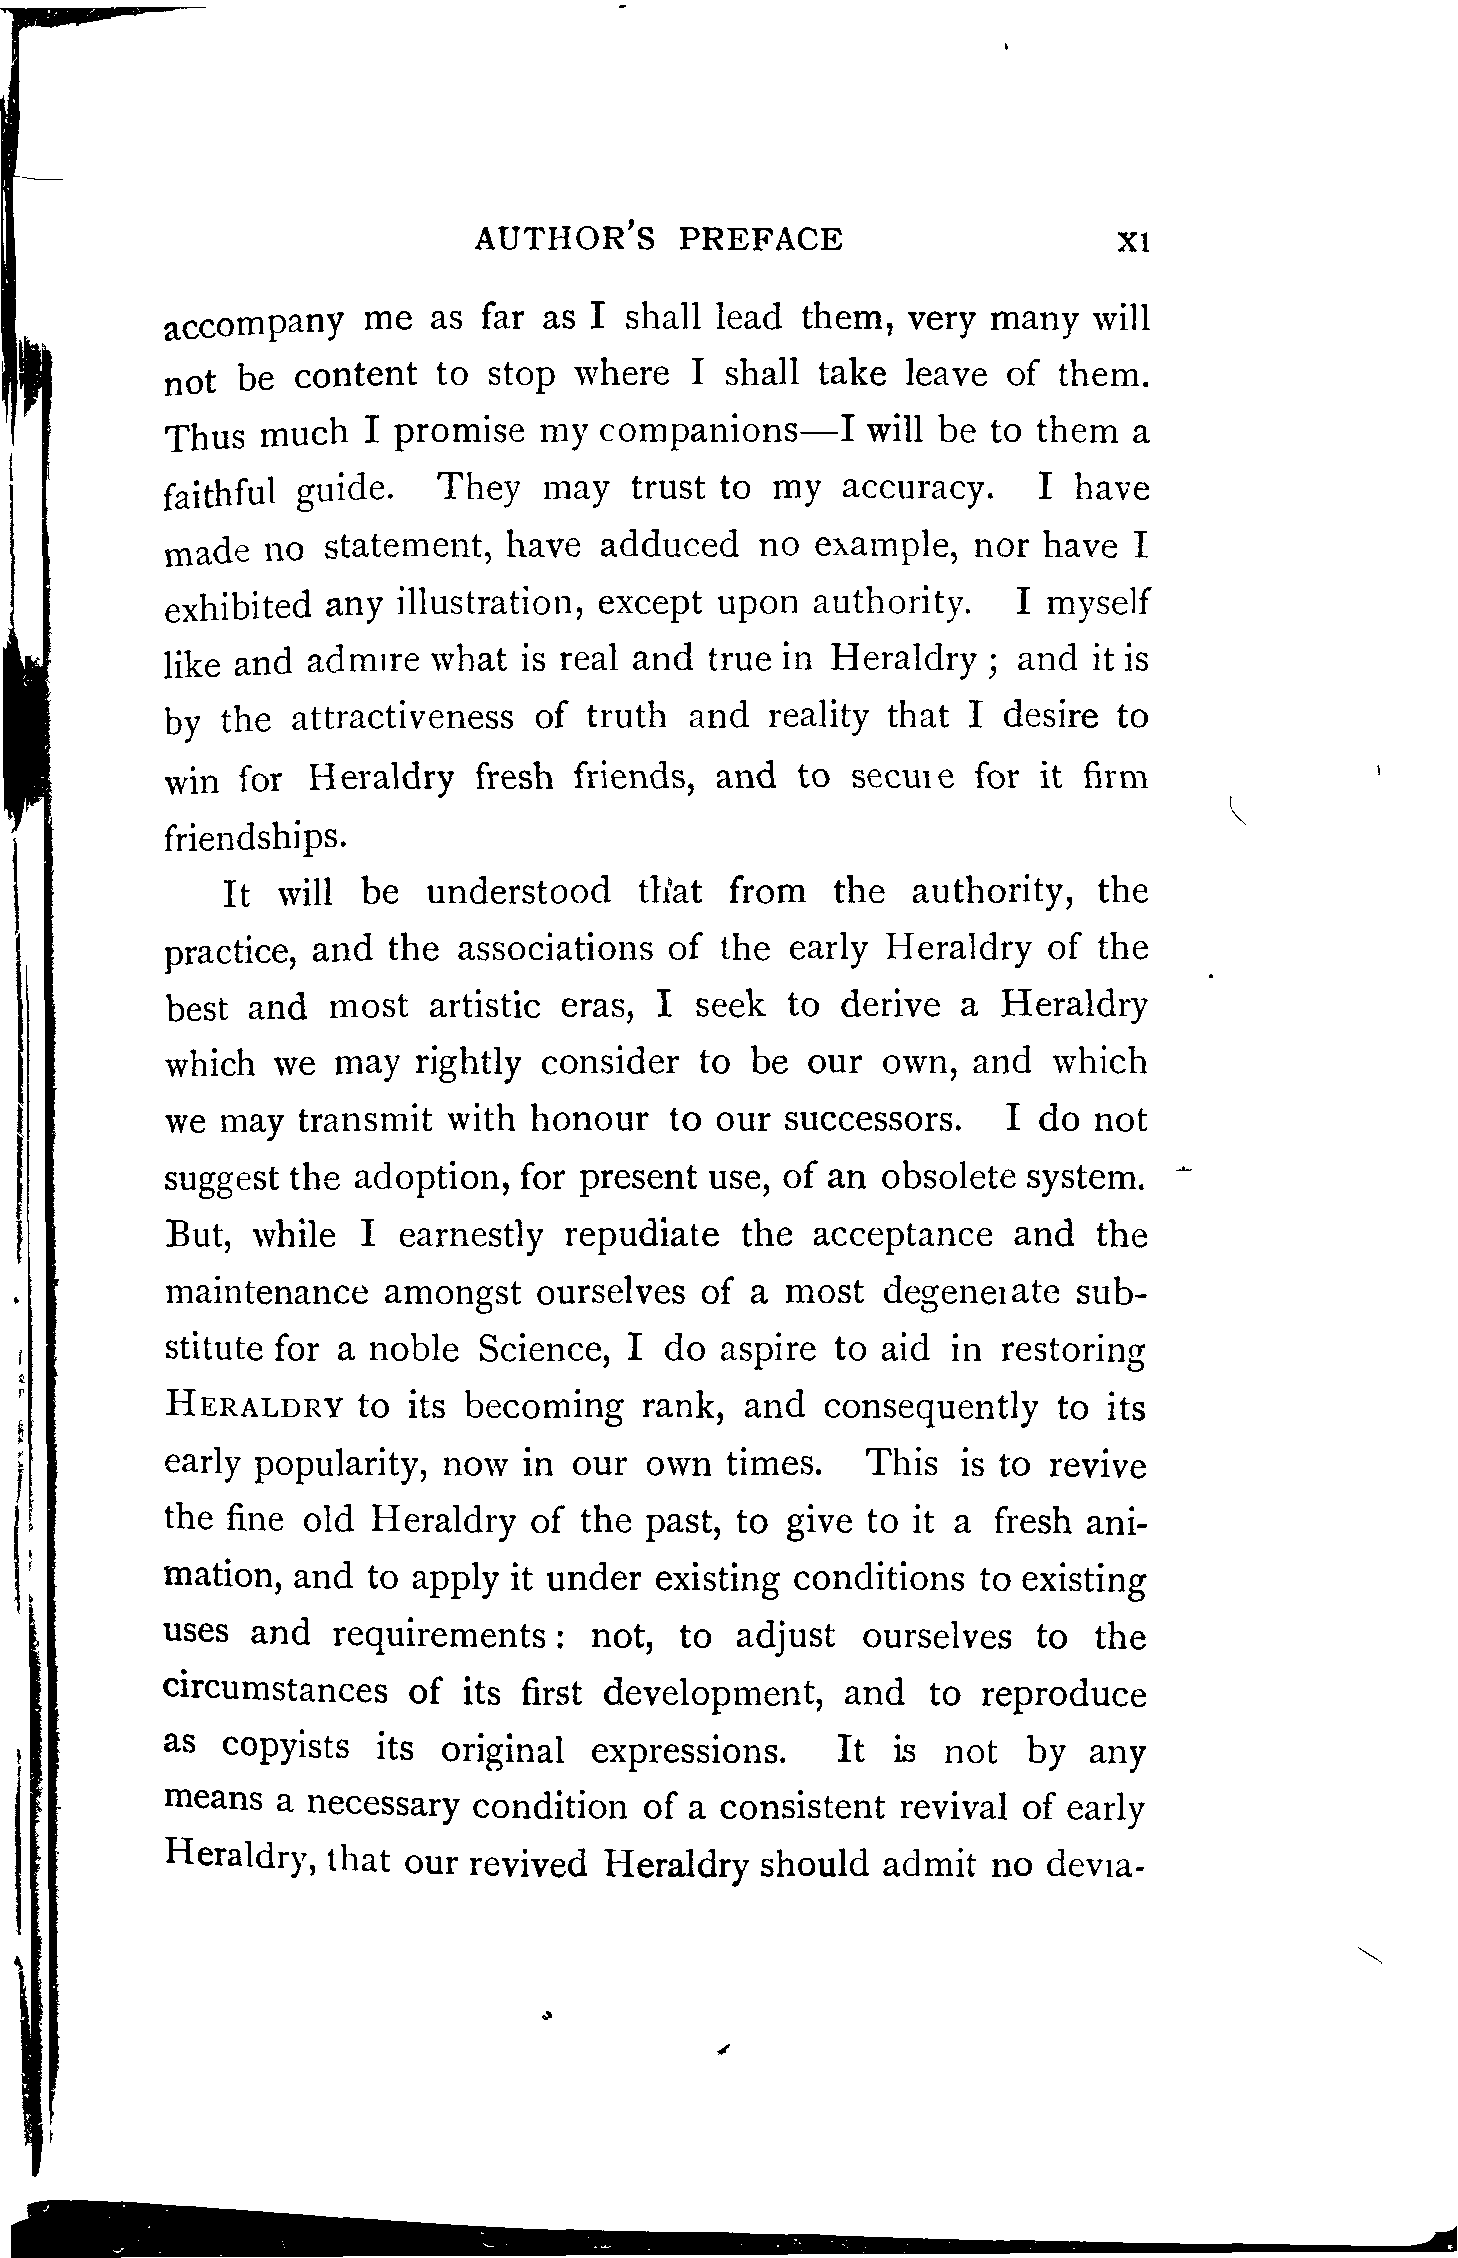 AUTHOR'S PREFACE xi
accompany me as far as I shall lead them, very many will
not be content to stop where I shall take leave of them.
Thus much I promise my companions—I will be to them a
faithful guide. They may trust to my accuracy. I have
made no statement, have adduced no example, nor have I
exhibited any illustration, except upon authority. I myself
like and admire what is real and true in Heraldry ; and it is
by the attractiveness of truth and reality that I desire to
win for Heraldry fresh friends, and to secure for it firm
friendships.
It will be understood that from the authority, the
practice, and the associations of the early Heraldry of the
best and most artistic eras, I seek to derive a Heraldry
which we may rightly consider to be our own, and which
we may transmit with honour to our successors. I do not
suggest the adoption, for present use, of an obsolete system.
But, while I earnestly repudiate the acceptance and the
maintenance amongst ourselves of a most degenerate sub-
stitute for a noble Science, I do aspire to aid in restoring
HERALDRY to its becoming rank, and consequently to its
early popularity, now in our own times. This is to revive
the fine old Heraldry of the past, to give to it a fresh ani-
mation, and to apply it under existing conditions to existing
uses and requirements : not, to adjust ourselves to the
circumstances of its first development, and to reproduce
as copyists its original expressions. It is not by any
means a necessary condition of a consistent revival of early
Heraldry, that our revived Heraldry should admit no devia-